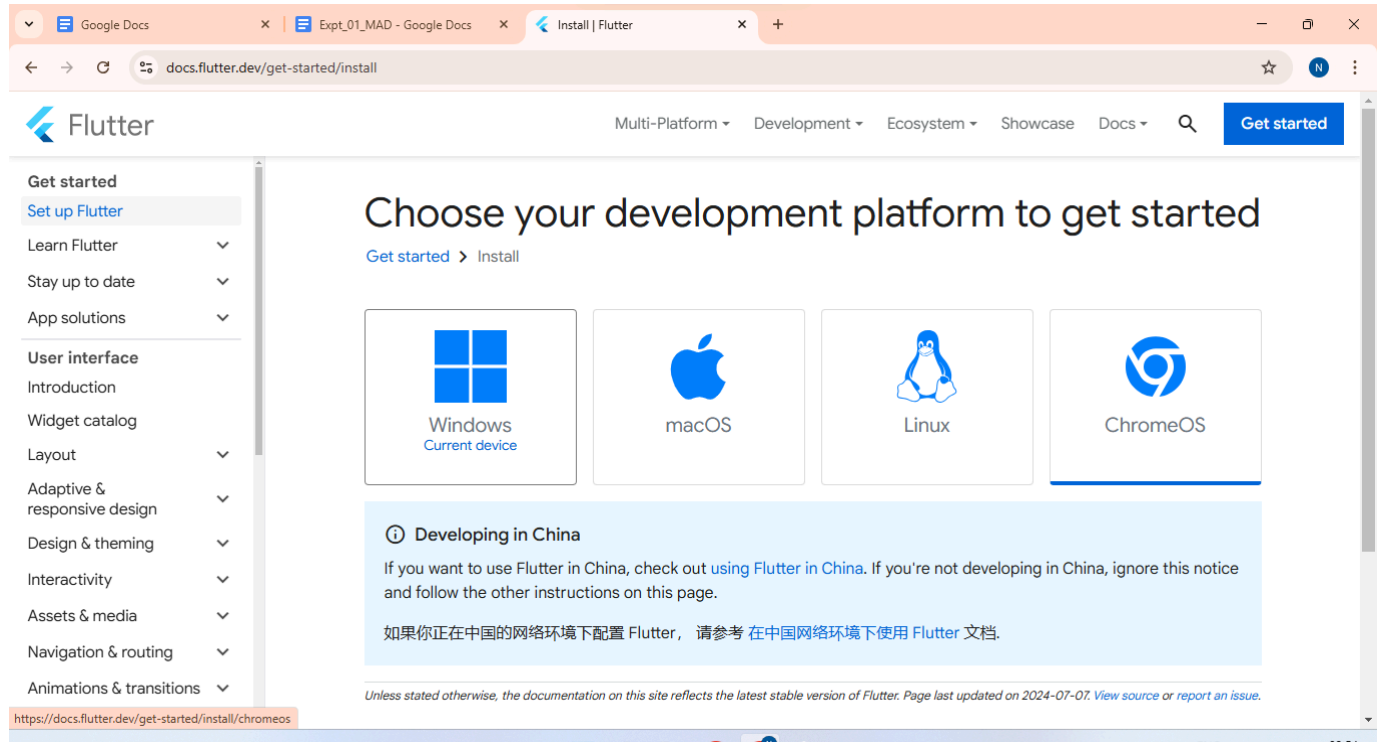 Google Docs
Expt_01_MAD - Google Docs
Install | Flutter
docs.flutter.dev/get-started/install
N
Flutter
Multi-Platform
Development
Ecosystem
Showcase
Docs
Get started
Get started
Set up Flutter
Learn Flutter
Stay up to date
App solutions
User interface
Introduction
Widget catalog
Layout
Adaptive &
responsive design
Design & theming
Interactivity
Assets & media
Navigation & routing
Animations & transitions
Choose your development platform to get started
Get started > Install
Windows
Current device
macOS
Linux
ChromeOS
Developing in China
If you want to use Flutter in China, check out using Flutter in China. If you're not developing in China, ignore this notice
and follow the other instructions on this page.
如果你正在中国的网络环境下配置 Flutter， 请参考 在中国网络环境下使用 Flutter 文档.
Unless stated otherwise, the documentation on this site reflects the latest stable version of Flutter. Page last updated on 2024-07-07. View source or report an issue.
https://docs.flutter.dev/get-started/install/chromeos